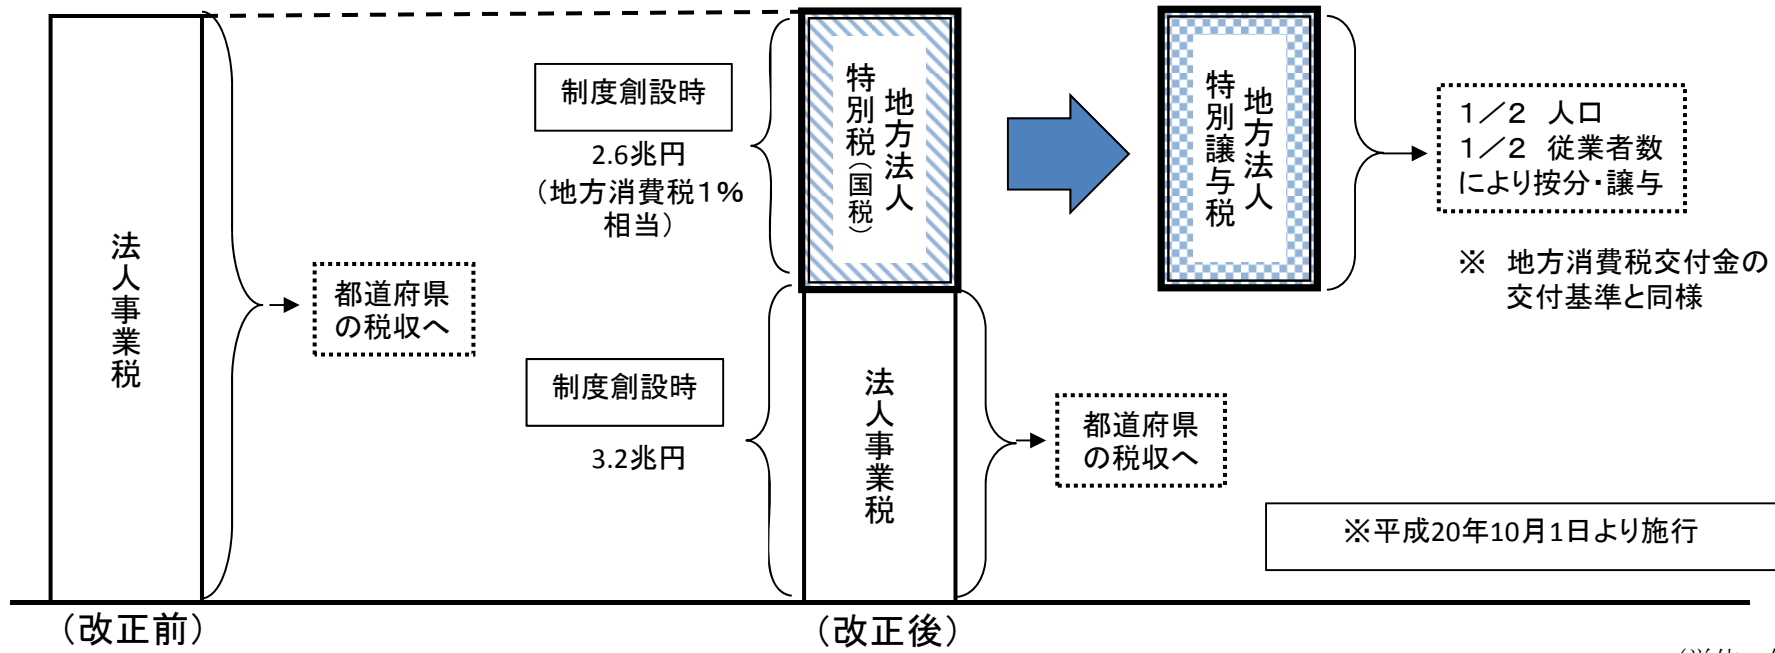 法人事業税
都道府県
の税収へ
(改正前)
制度創設時
2.6兆円
(地方消費税1%
相当)
制度創設時
3.2兆円
地方法人
特別税(国税)
法人事業税
(改正後)
都道府県
の税収へ
地方法人
特別譲与税
1/2 人口
1/2 従業者数
により按分・譲与
※ 地方消費税交付金の
交付基準と同様
※平成20年10月1日より施行